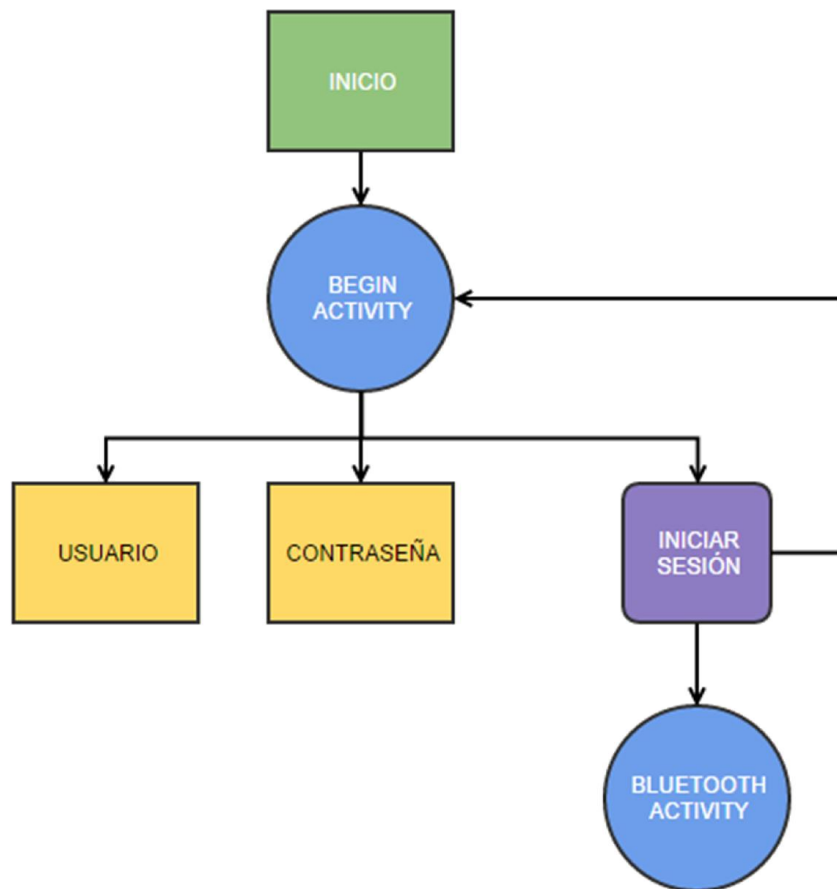 INICIO
BEGIN
ACTIVITY
USUARIO
CONTRASEÑA
INICIAR
SESIÓN
BLUETOOTH
ACTIVITY